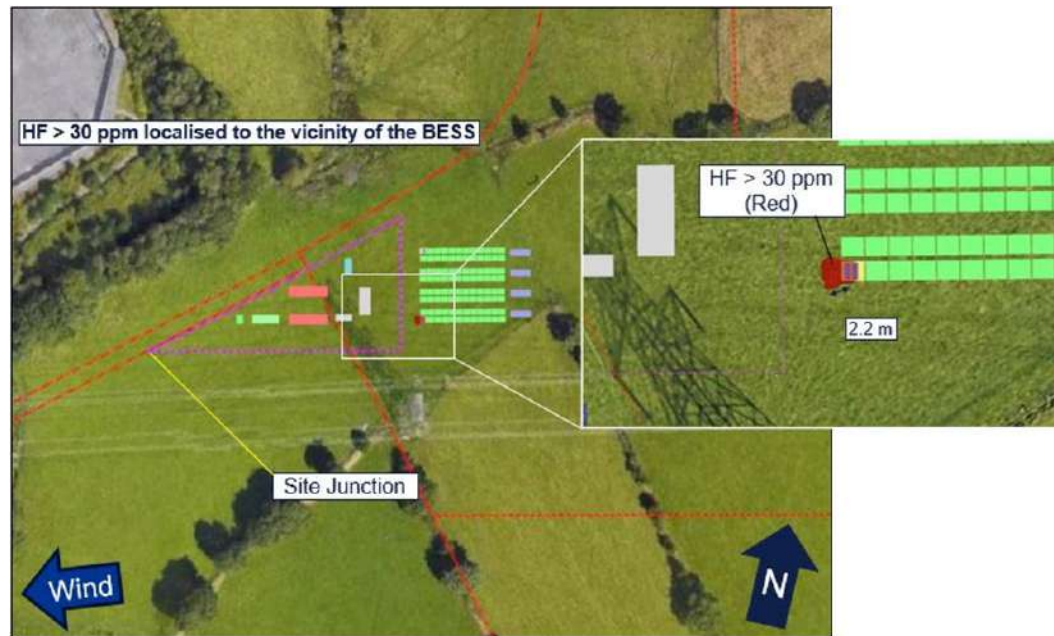 HF > 30 ppm localised to the vicinity of the BESS
HF > 30 ppm
(Red)
2.2 m
Site Junction
Wind
N